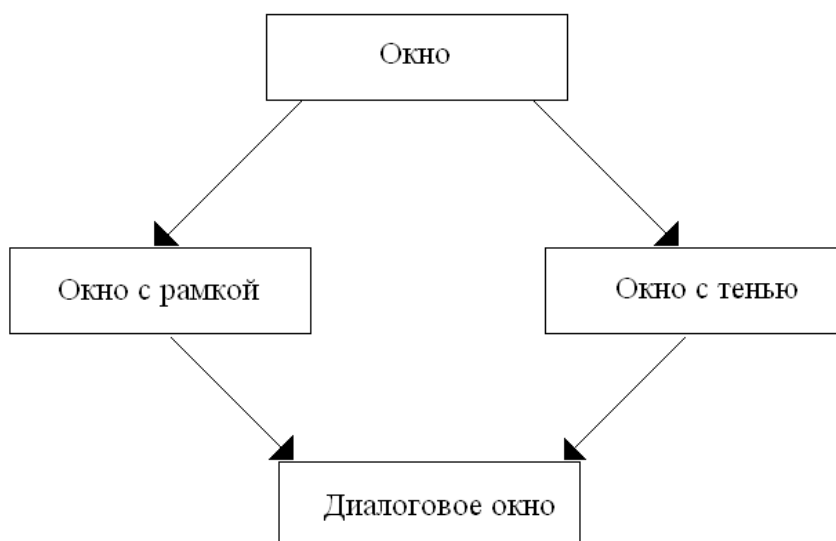 Окно
Окно с рамкой
Окно с тенью
Диалоговое окно